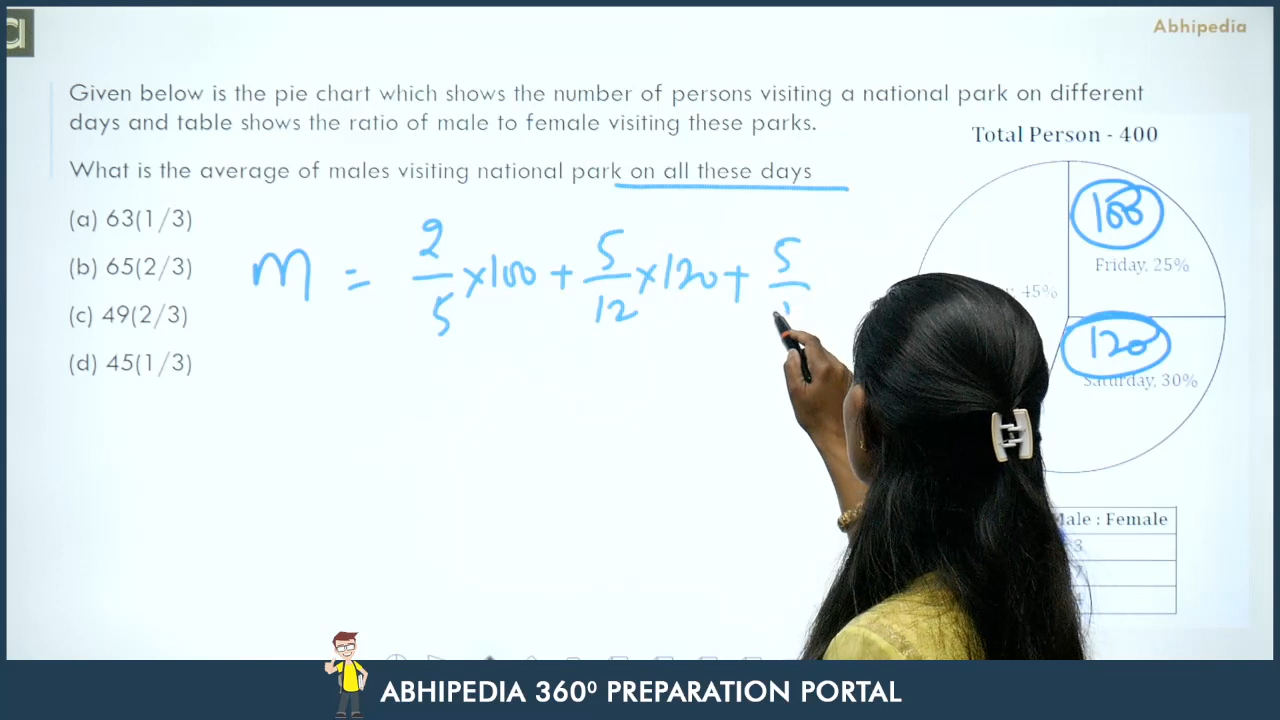 Abhipedia
Given below is the pie chart which shows the number of persons visiting a national park on different
days and table shows the ratio of male to female visiting these parks.
Total Person - 400
What is the average of males visiting national park on all these days
(a) 63(1/3)
(b) 65(2/3)
(c) 49(2/3)
(d) 45(1/3)
m = 2/5 × 100 + 5/12 × 120 + 5/
100
Friday, 25%
45%
120
Saturday, 30%
Male : Female
3
7
4
ABHIPEDIA 360⁰ PREPARATION PORTAL